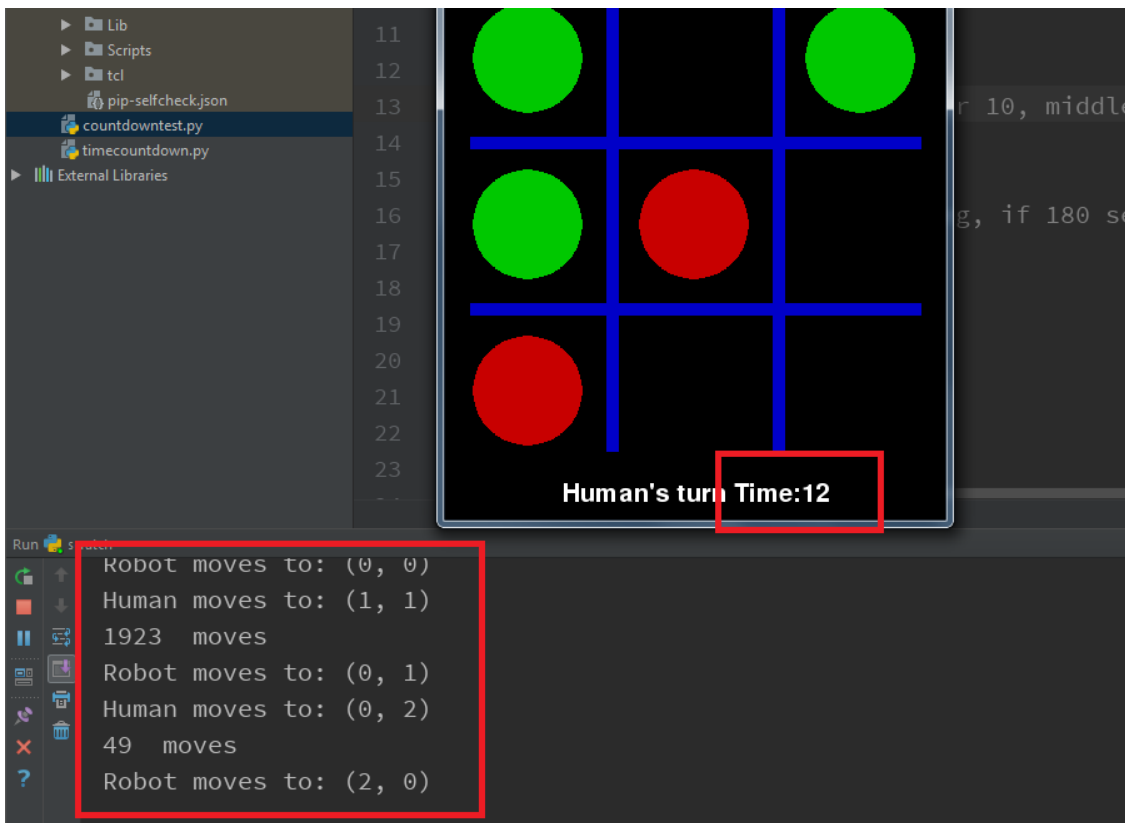 Lib
Scripts
tcl
pip-selfcheck.json
countdowntest.py
timecountdown.py
External Libraries
11
12
13
r 10, middle
14
15
16
g, if 180 se
17
18
19
20
21
22
23
Human's turn Time:12
Run
Robot moves to: (0, 0)
Human moves to: (1, 1)
1923 moves
Robot moves to: (0, 1)
Human moves to: (0, 2)
49 moves
Robot moves to: (2, 0)